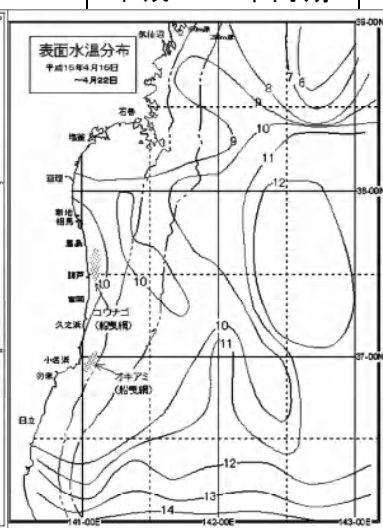 気仙沼
39-00N
表面水温分布
平成15年4月16日
～4月22日
7
6
8
9
石巻
10
塩釜
9
11
亘理
12
38-00N
新地
相馬
鹿島
請戸
10
10
富岡
コウナゴ
（船曳網）
久之浜
10
11
小名浜
37-00N
勿来
オキアミ
（船曳網）
日立
12
13
14
141-00E
142-00E
143-00E